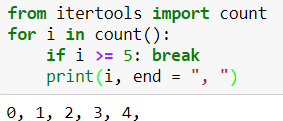 from itertools import count
for i in count():
    if i >= 5: break
    print(i, end = ", ")
0, 1, 2, 3, 4,